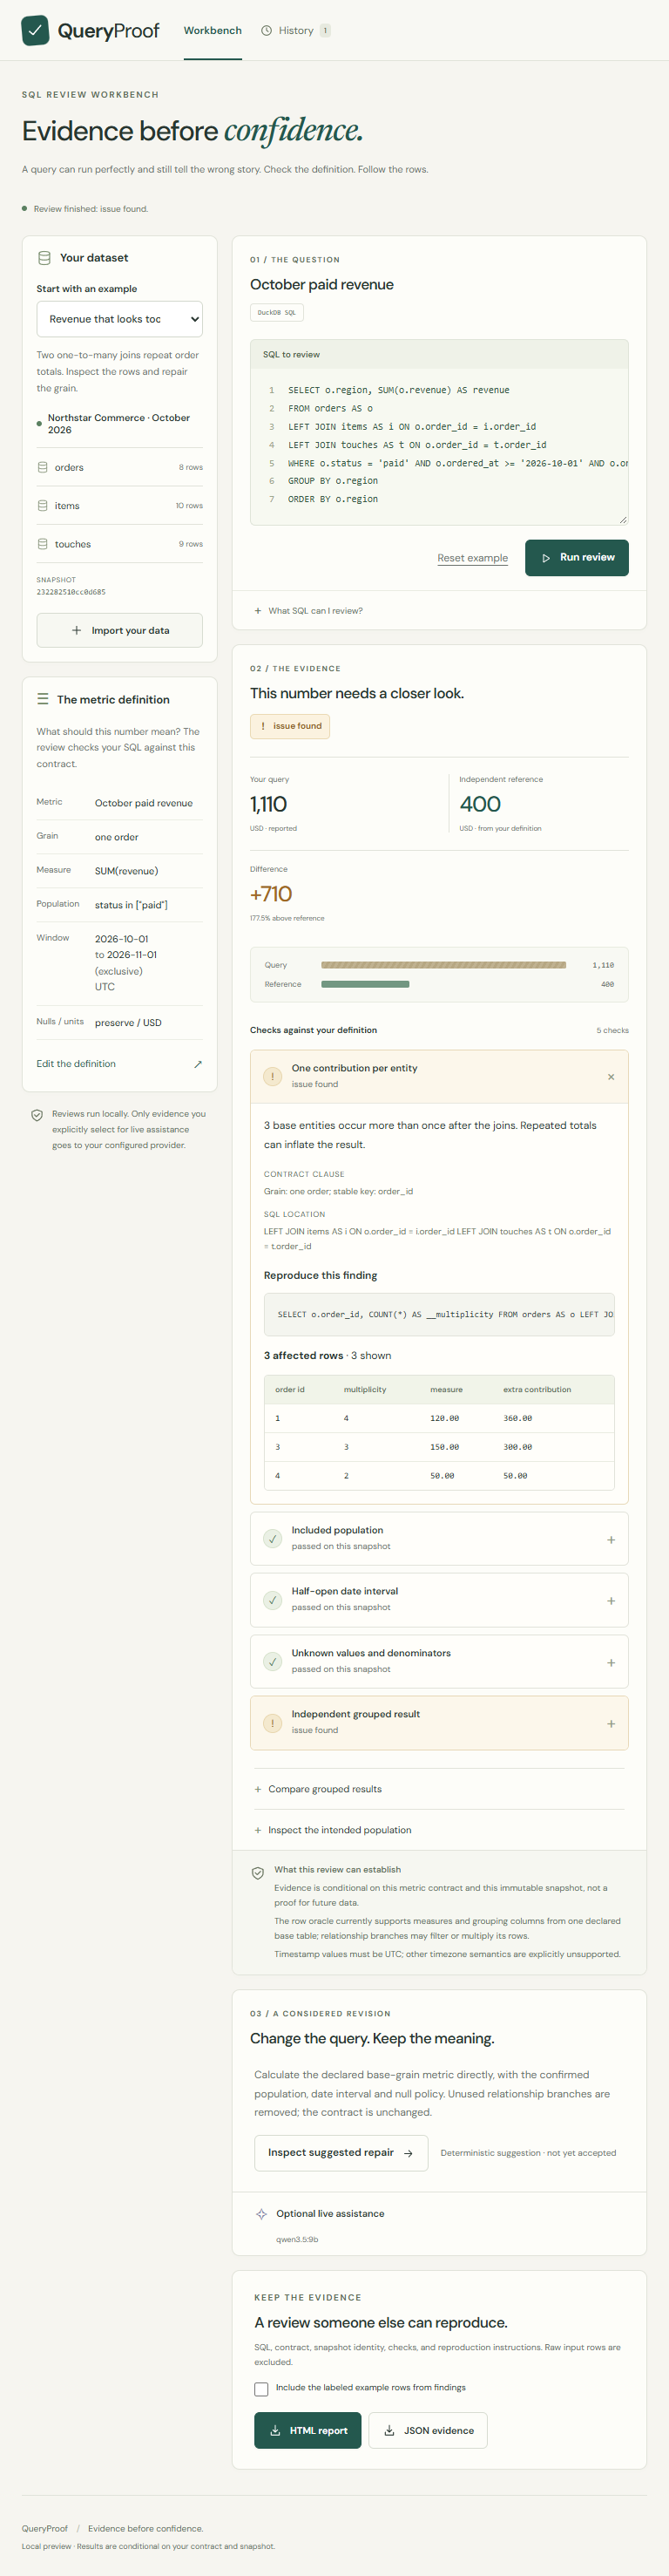 QueryProof
Workbench
History 1
SQL REVIEW WORKBENCH
Evidence before confidence.
A query can run perfectly and still tell the wrong story. Check the definition. Follow the rows.
Review finished: issue found.
Your dataset
Start with an example
Revenue that looks too
Two one-to-many joins repeat order
totals. Inspect the rows and repair
the grain.
Northstar Commerce · October
2026
orders 8 rows
items 10 rows
touches 9 rows
SNAPSHOT
232282510cc0d685
+ Import your data
The metric definition
What should this number mean? The
review checks your SQL against this
contract.
Metric October paid revenue
Grain one order
Measure SUM(revenue)
Population status in ["paid"]
Window 2026-10-01
to 2026-11-01
(exclusive)
UTC
Nulls / units preserve / USD
Edit the definition ↗
Reviews run locally. Only evidence you
explicitly select for live assistance
goes to your configured provider.
01 / THE QUESTION
October paid revenue
DuckDB SQL
SQL to review
1 SELECT o.region, SUM(o.revenue) AS revenue
2 FROM orders AS o
3 LEFT JOIN items AS i ON o.order_id = i.order_id
4 LEFT JOIN touches AS t ON o.order_id = t.order_id
5 WHERE o.status = 'paid' AND o.ordered_at >= '2026-10-01' AND o.or
6 GROUP BY o.region
7 ORDER BY o.region
Reset example
Run review
+ What SQL can I review?
02 / THE EVIDENCE
This number needs a closer look.
! issue found
Your query
1,110
USD · reported
Independent reference
400
USD · from your definition
Difference
+710
177.5% above reference
Query 1,110
Reference 400
Checks against your definition 5 checks
! One contribution per entity ×
issue found
3 base entities occur more than once after the joins. Repeated totals
can inflate the result.
CONTRACT CLAUSE
Grain: one order; stable key: order_id
SQL LOCATION
LEFT JOIN items AS i ON o.order_id = i.order_id LEFT JOIN touches AS t ON o.order_id
= t.order_id
Reproduce this finding
SELECT o.order_id, COUNT(*) AS __multiplicity FROM orders AS o LEFT JO
3 affected rows · 3 shown
order id multiplicity measure extra contribution
1 4 120.00 360.00
3 3 150.00 300.00
4 2 50.00 50.00
✓ Included population +
passed on this snapshot
✓ Half-open date interval +
passed on this snapshot
✓ Unknown values and denominators +
passed on this snapshot
! Independent grouped result +
issue found
+ Compare grouped results
+ Inspect the intended population
What this review can establish
Evidence is conditional on this metric contract and this immutable snapshot, not a
proof for future data.
The row oracle currently supports measures and grouping columns from one declared
base table; relationship branches may filter or multiply its rows.
Timestamp values must be UTC; other timezone semantics are explicitly unsupported.
03 / A CONSIDERED REVISION
Change the query. Keep the meaning.
Calculate the declared base-grain metric directly, with the confirmed
population, date interval and null policy. Unused relationship branches are
removed; the contract is unchanged.
Inspect suggested repair →
Deterministic suggestion · not yet accepted
Optional live assistance
qwen3.5:9b
KEEP THE EVIDENCE
A review someone else can reproduce.
SQL, contract, snapshot identity, checks, and reproduction instructions. Raw input rows are
excluded.
Include the labeled example rows from findings
HTML report
JSON evidence
QueryProof / Evidence before confidence.
Local preview · Results are conditional on your contract and snapshot.